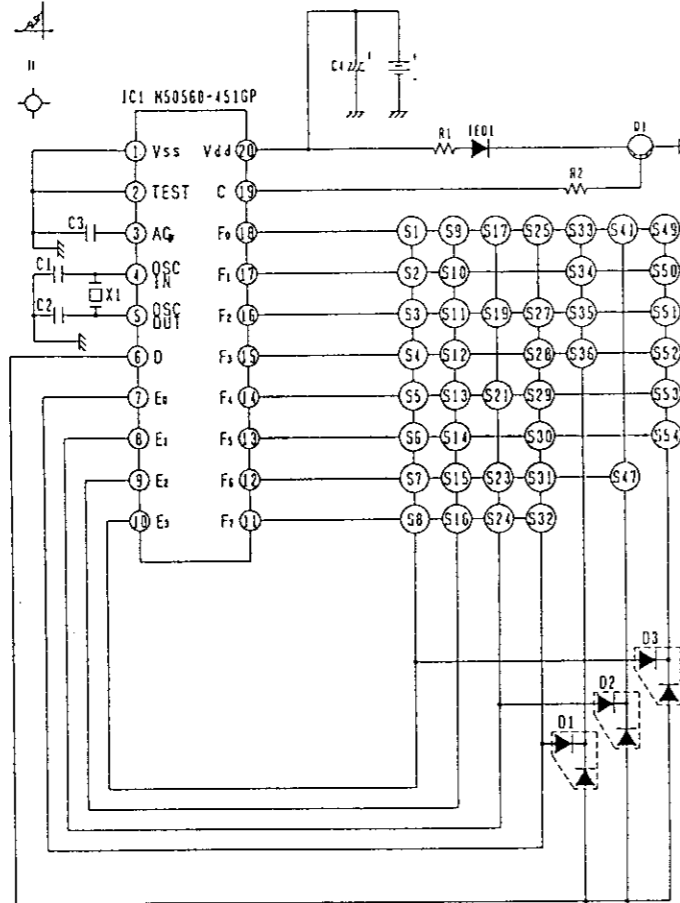 IC1 M50560-451GP
C4
R1 LED1 Q1
1 Vss Vdd 20
2 TEST C 19 R2
C3 3 AC F0 18 S1 S9 S17 S25 S33 S41 S49
C1 4 OSC IN F1 17 S2 S10 S34 S50
X1
C2 5 OSC OUT F2 16 S3 S11 S19 S27 S35 S51
6 D F3 15 S4 S12 S28 S36 S52
7 E0 F4 14 S5 S13 S21 S29 S53
8 E1 F5 13 S6 S14 S30 S54
9 E2 F6 12 S7 S15 S23 S31 S47
10 E3 F7 11 S8 S16 S24 S32
D3
D2
D1